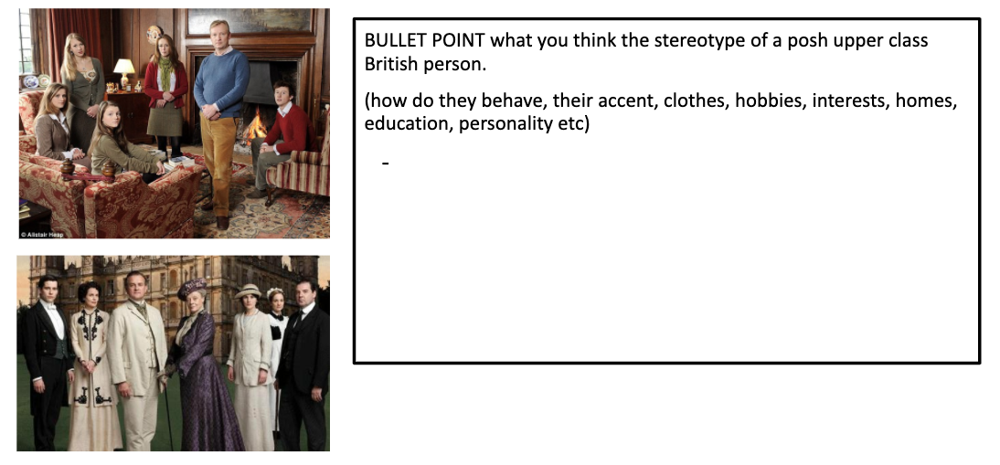 BULLET POINT what you think the stereotype of a posh upper class
British person.
(how do they behave, their accent, clothes, hobbies, interests, homes,
education, personality etc)
-
© Alistair Heap